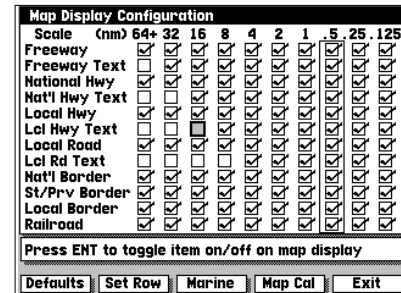 Map Display Configuration
Scale (nm) 64+ 32 16 8 4 2 1 .5 .25 .125
Freeway
Freeway Text
National Hwy
Nat'l Hwy Text
Local Hwy
Lcl Hwy Text
Local Road
Lcl Rd Text
Nat'l Border
St/Prv Border
Local Border
Railroad
Press ENT to toggle item on/off on map display
Defaults Set Row Marine Map Cal Exit